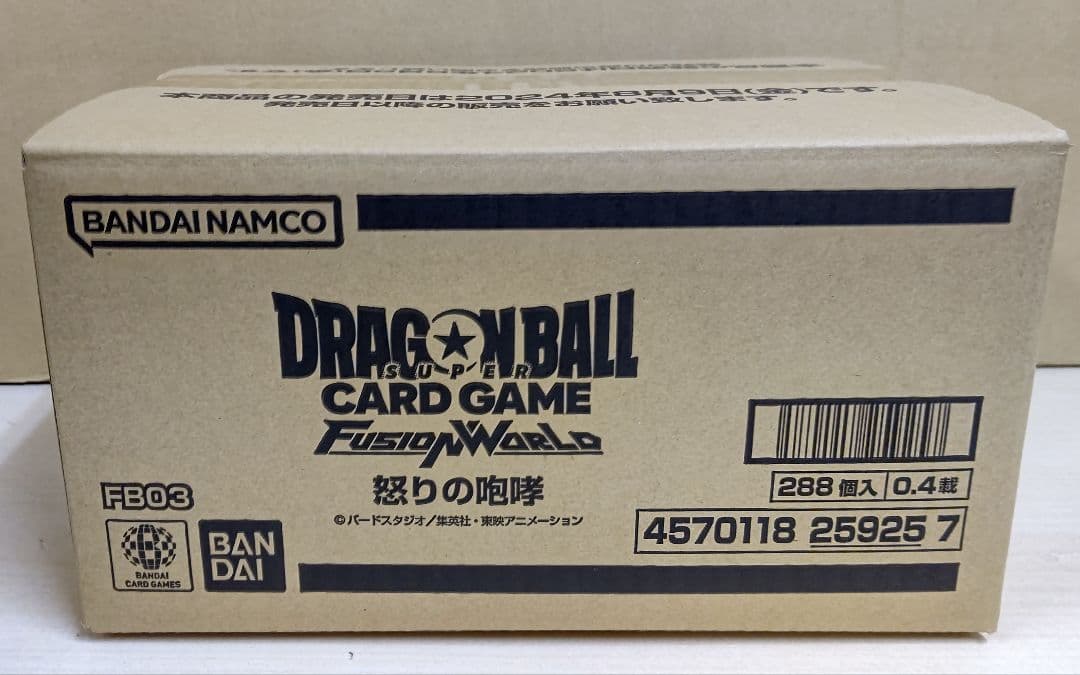 本商品の発売日は2024年8月9日(金)です。
発売日以降の販売をお願い致します。
BANDAI NAMCO
DRAGON BALL
SUPER
CARD GAME
FUSION WORLD
怒りの咆哮
©バードスタジオ/集英社・東映アニメーション
FB03
BANDAI
CARD GAMES
BAN
DAI
288 個入 0.4載
4570118 25925 7